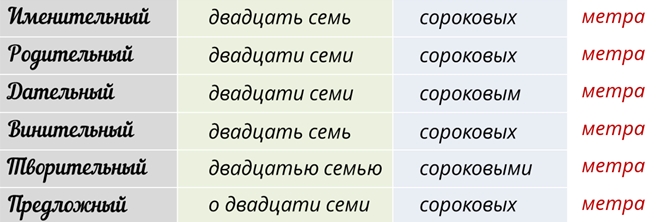 Именительный двадцать семь сороковых метра
Родительный двадцати семи сороковых метра
Дательный двадцати семи сороковым метра
Винительный двадцать семь сороковых метра
Творительный двадцатью семью сороковыми метра
Предложный о двадцати семи сороковых метра